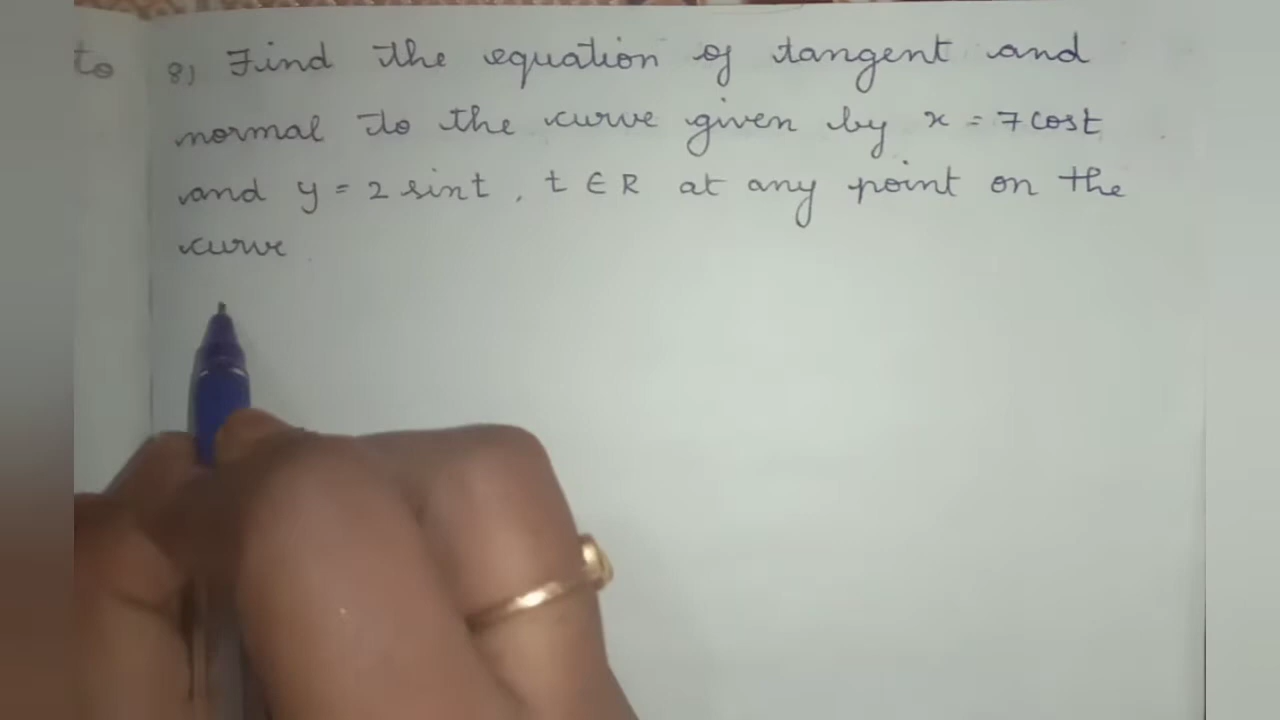 to
8) Find the equation of tangent and
normal to the curve given by x = 7 cost
and y = 2 sint , t ∈ R at any point on the
curve